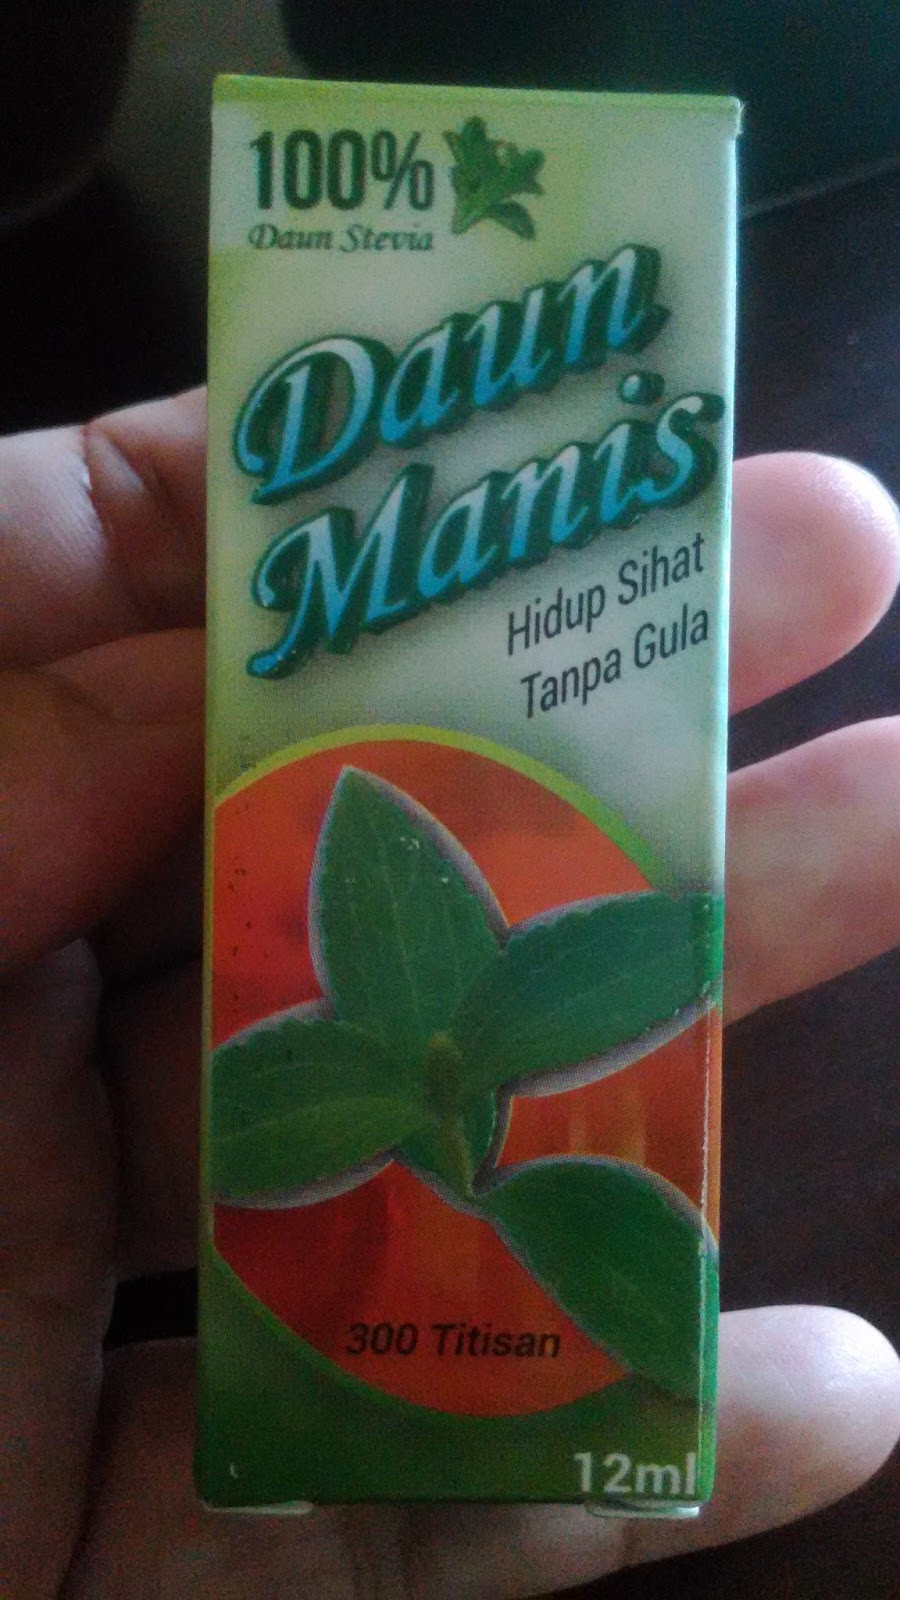 100%
Daun Stevia
Daun
Manis
Hidup Sihat
Tanpa Gula
300 Titisan
12ml